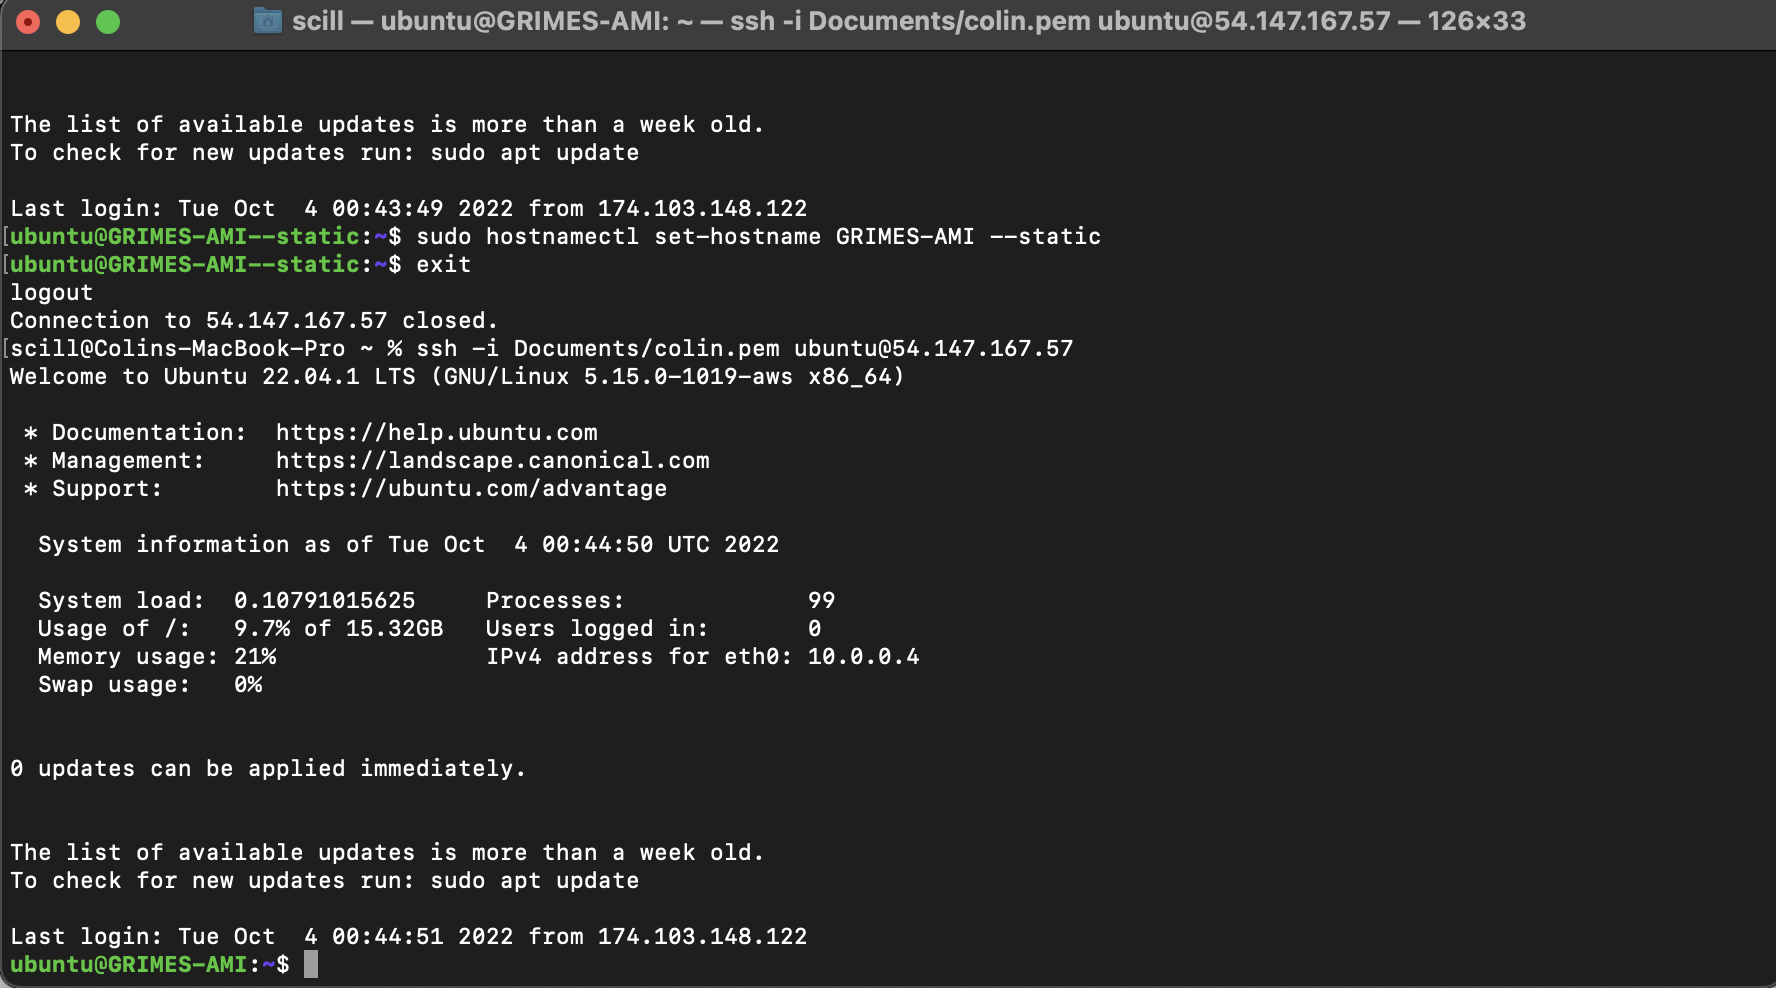 scill — ubuntu@GRIMES-AMI: ~ — ssh -i Documents/colin.pem ubuntu@54.147.167.57 — 126×33
The list of available updates is more than a week old.
To check for new updates run: sudo apt update
Last login: Tue Oct  4 00:43:49 2022 from 174.103.148.122
[ubuntu@GRIMES-AMI--static:~$ sudo hostnamectl set-hostname GRIMES-AMI --static
[ubuntu@GRIMES-AMI--static:~$ exit
logout
Connection to 54.147.167.57 closed.
[scill@Colins-MacBook-Pro ~ % ssh -i Documents/colin.pem ubuntu@54.147.167.57
Welcome to Ubuntu 22.04.1 LTS (GNU/Linux 5.15.0-1019-aws x86_64)
 * Documentation:  https://help.ubuntu.com
 * Management:     https://landscape.canonical.com
 * Support:        https://ubuntu.com/advantage
  System information as of Tue Oct  4 00:44:50 UTC 2022
  System load:  0.10791015625     Processes:             99
  Usage of /:   9.7% of 15.32GB   Users logged in:       0
  Memory usage: 21%               IPv4 address for eth0: 10.0.0.4
  Swap usage:   0%
0 updates can be applied immediately.
The list of available updates is more than a week old.
To check for new updates run: sudo apt update
Last login: Tue Oct  4 00:44:51 2022 from 174.103.148.122
ubuntu@GRIMES-AMI:~$